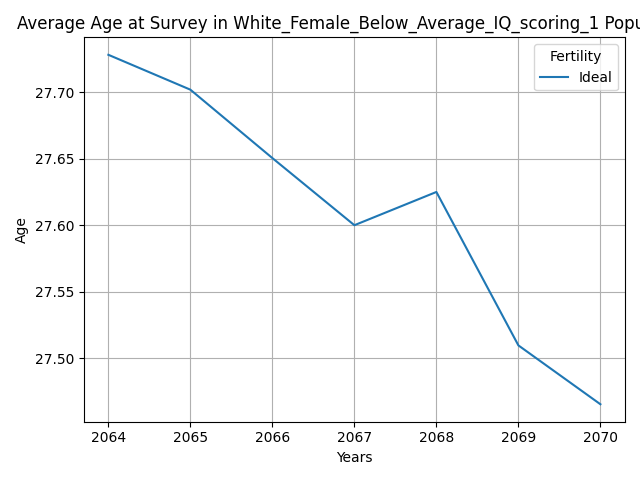 Average Age at Survey in White_Female_Below_Average_IQ_scoring_1 Popu
Fertility
Ideal
27.70
27.65
27.60
27.55
27.50
Age
2064 2065 2066 2067 2068 2069 2070
Years